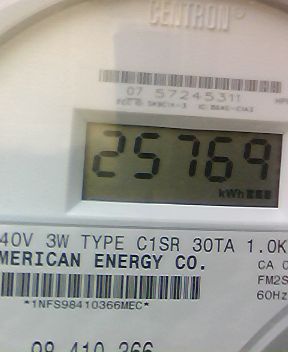 CENTRON®
07 57245311
25769
kWh
40V 3W TYPE C1SR 30TA 1.0K
MERICAN ENERGY CO.
CA 0
FM2S
60Hz
*1NFS98410366MEC*
98 410 366